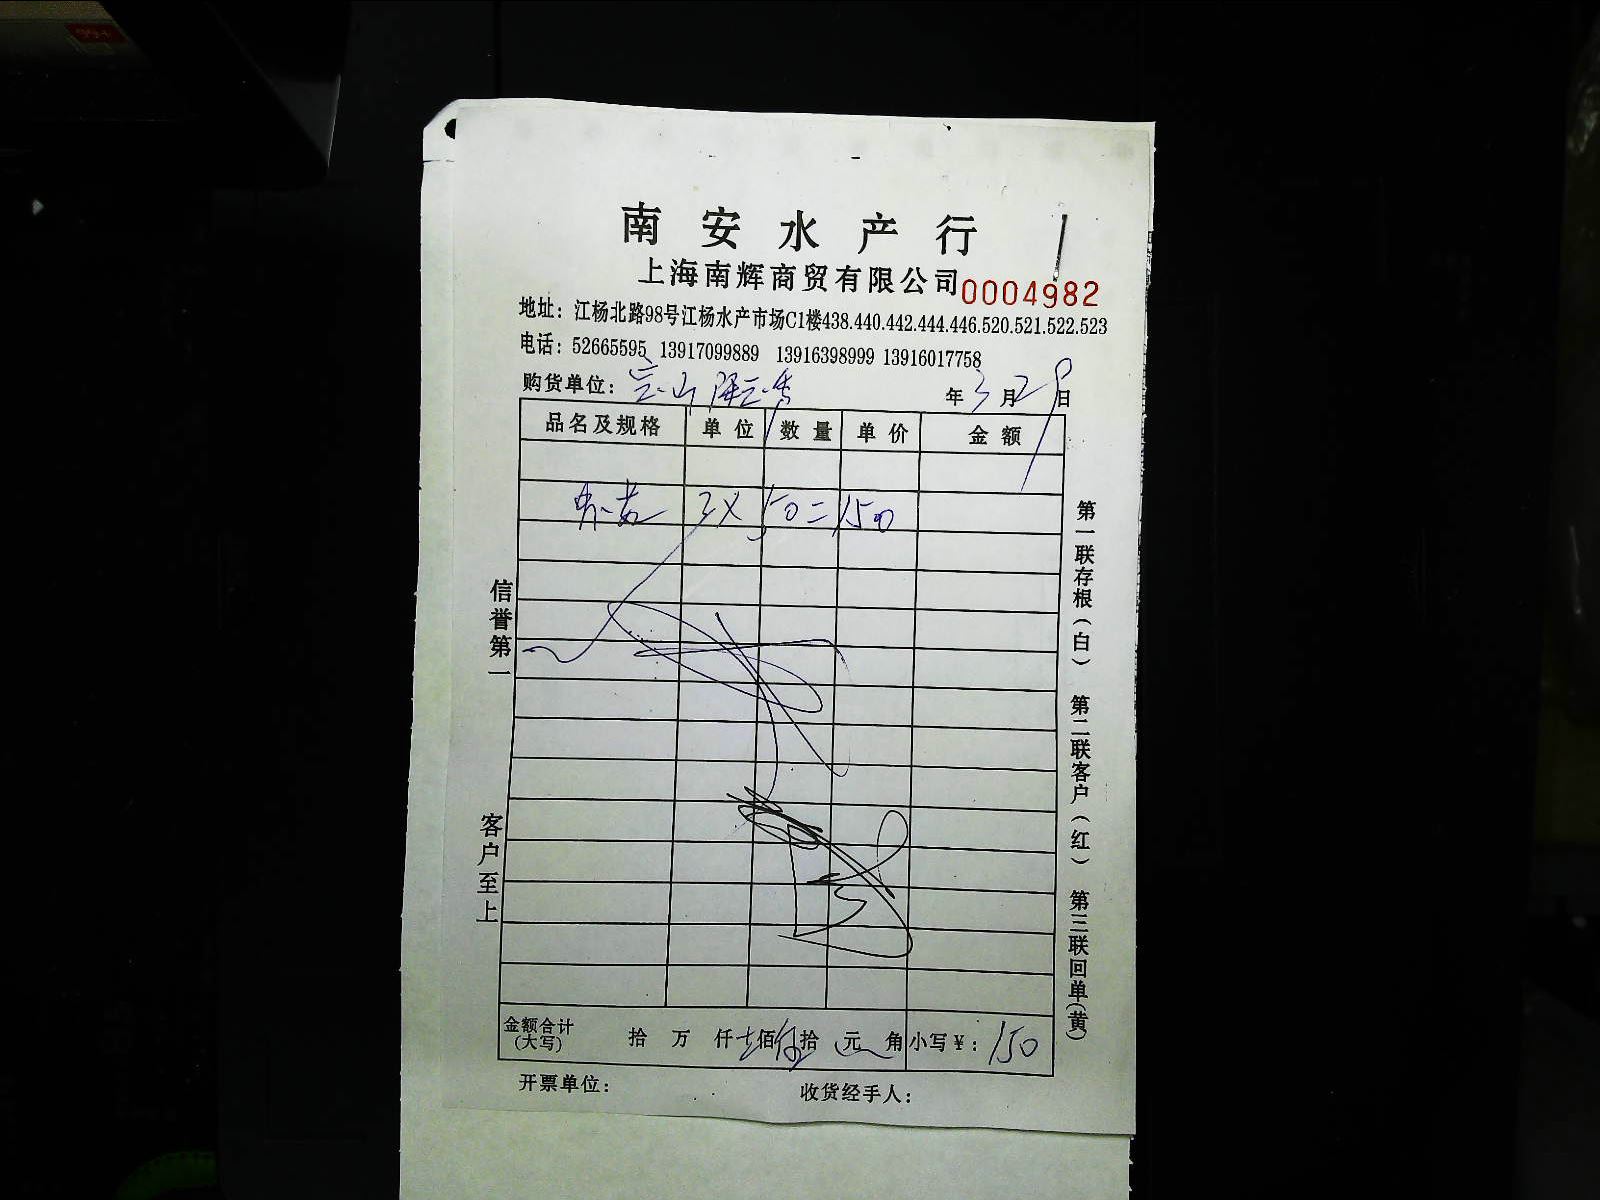 南安水产行
上海南辉商贸有限公司 0004982
地址：江杨北路98号江杨水产市场C1楼438.440.442.444.446.520.521.522.523
电话：52665595 13917099889 13916398999 13916017758
购货单位：宝山 年3月29日
品名及规格 单位 数量 单价 金额
3X50=150
信誉第一
客户至上
第一联存根（白） 第二联客户（红） 第三联回单（黄）
金额合计（大写） 拾 万 仟 佰 拾 元 角 小写¥：150
开票单位： 收货经手人：
99+